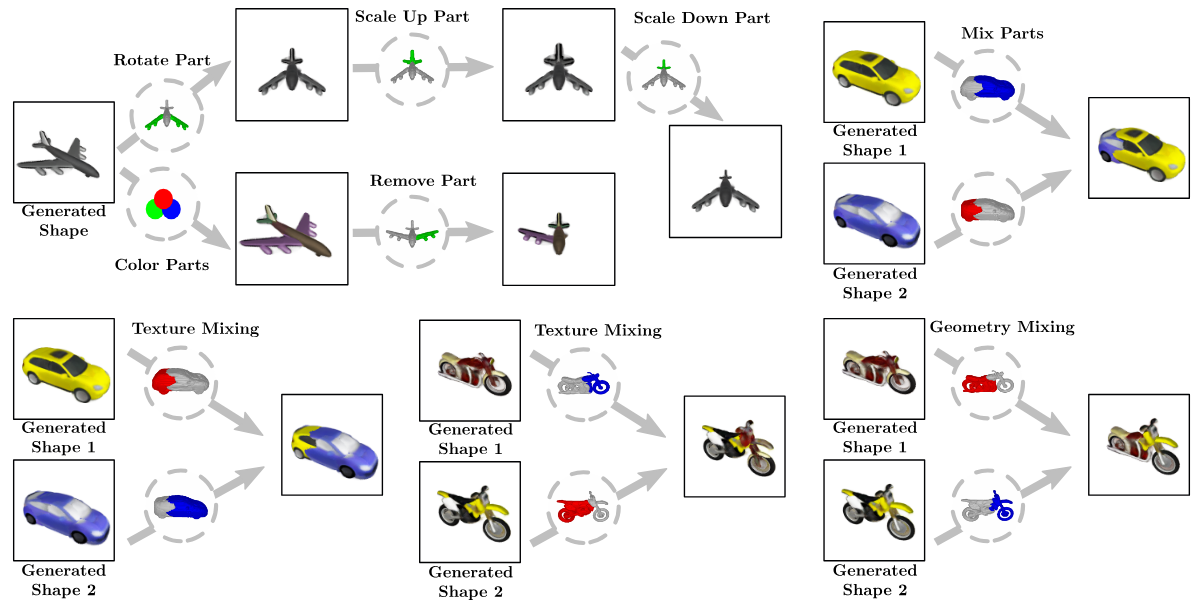 Rotate Part
Scale Up Part
Scale Down Part
Generated
Shape
Color Parts
Remove Part
Mix Parts
Generated
Shape 1
Generated
Shape 2
Texture Mixing
Generated
Shape 1
Generated
Shape 2
Texture Mixing
Generated
Shape 1
Generated
Shape 2
Geometry Mixing
Generated
Shape 1
Generated
Shape 2